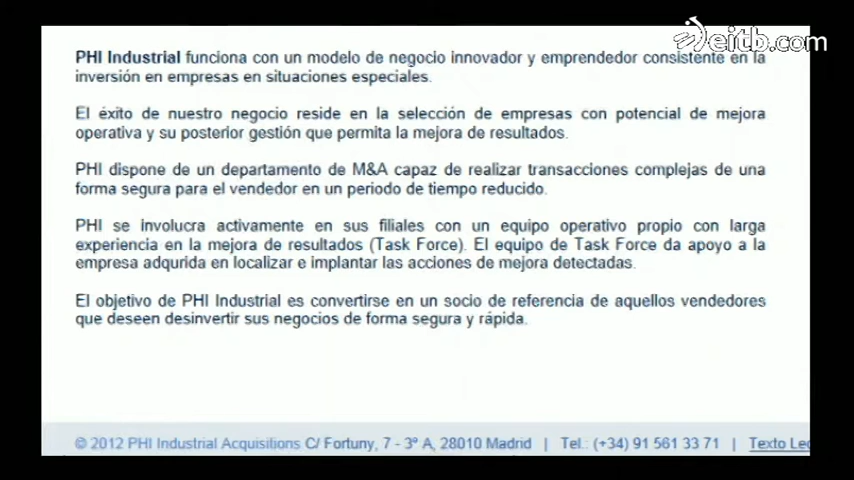 eitb.com
PHI Industrial funciona con un modelo de negocio innovador y emprendedor consistente en la
inversión en empresas en situaciones especiales.
El éxito de nuestro negocio reside en la selección de empresas con potencial de mejora
operativa y su posterior gestión que permita la mejora de resultados.
PHI dispone de un departamento de M&A capaz de realizar transacciones complejas de una
forma segura para el vendedor en un periodo de tiempo reducido.
PHI se involucra activamente en sus filiales con un equipo operativo propio con larga
experiencia en la mejora de resultados (Task Force). El equipo de Task Force da apoyo a la
empresa adqurida en localizar e implantar las acciones de mejora detectadas.
El objetivo de PHI Industrial es convertirse en un socio de referencia de aquellos vendedores
que deseen desinvertir sus negocios de forma segura y rápida.
© 2012 PHI Industrial Acquisitions C/ Fortuny, 7 - 3º A, 28010 Madrid | Tel.: (+34) 91 561 33 71 | Texto Leg